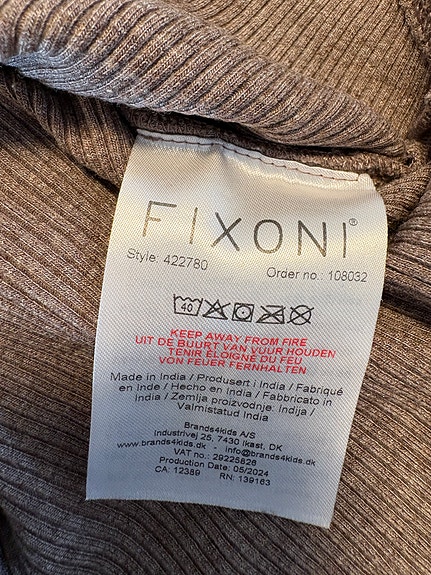 FIXONI®
Style: 422780 Order no.: 108032
40
KEEP AWAY FROM FIRE
UIT DE BUURT VAN VUUR HOUDEN
TENIR ÉLOIGNÉ DU FEU
VON FEUER FERNHALTEN
Made in India / Produsert i India / Fabriqué
en Inde / Hecho en India / Fabbricato in
India / Zemlja proizvodnje: Indija /
Valmistatud India
Brands4kids A/S
Industrivej 25, 7430 Ikast. DK
www.brands4kids.dk - info@brands4kids.dk
VAT no.: 29225828
Production Date: 05/2024
CA: 12389 RN: 139163